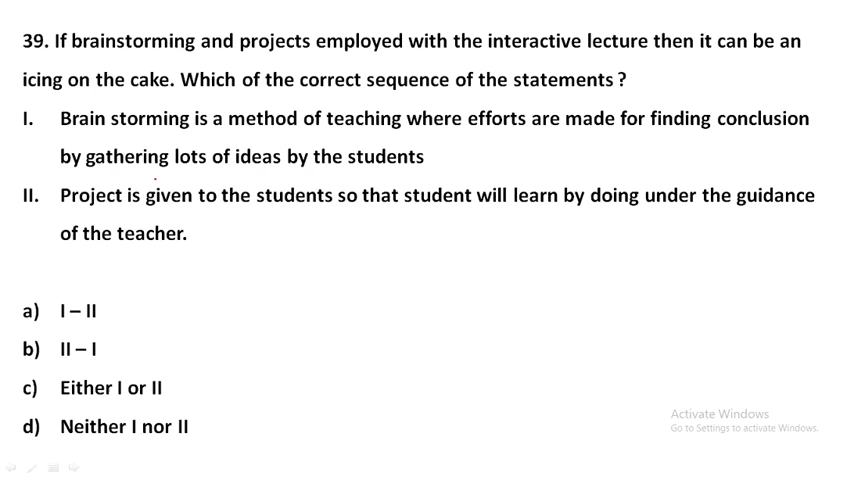 39. If brainstorming and projects employed with the interactive lecture then it can be an
icing on the cake. Which of the correct sequence of the statements ?
I. Brain storming is a method of teaching where efforts are made for finding conclusion
by gathering lots of ideas by the students
II. Project is given to the students so that student will learn by doing under the guidance
of the teacher.
a) I – II
b) II – I
c) Either I or II
d) Neither I nor II
Activate Windows
Go to Settings to activate Windows.